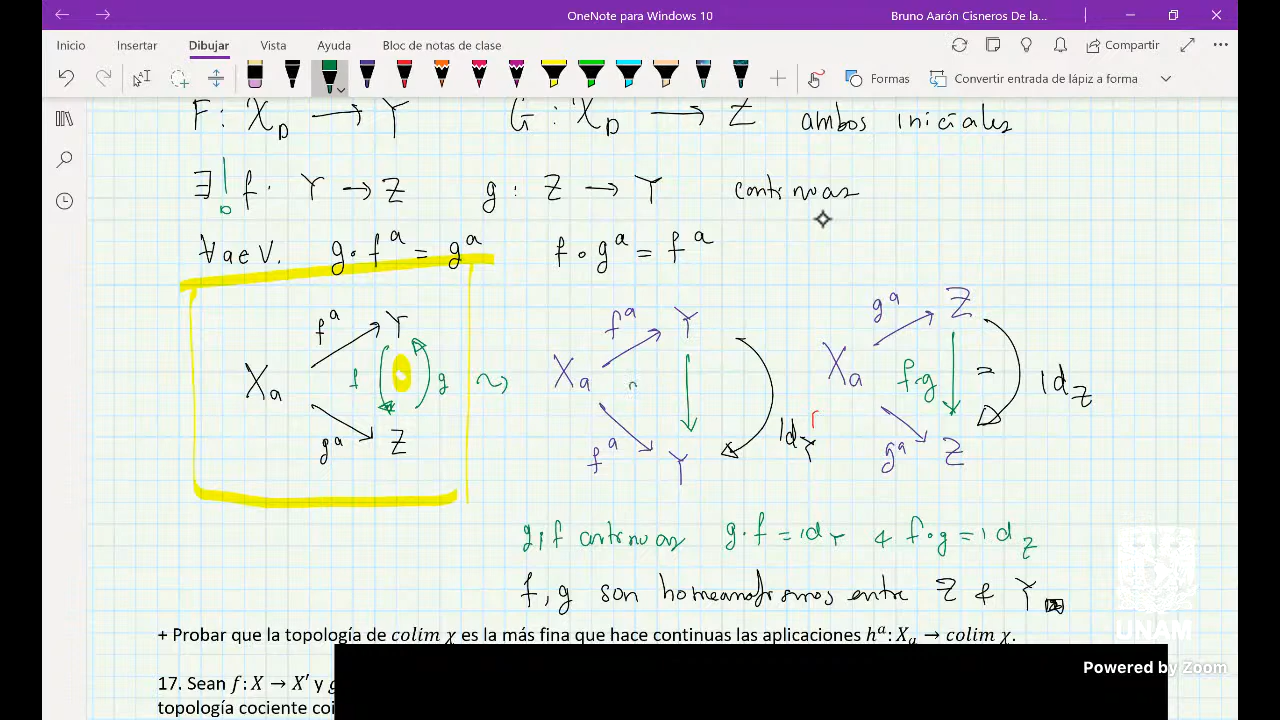 OneNote para Windows 10
Bruno Aarón Cisneros De la...
Inicio Insertar Dibujar Vista Ayuda Bloc de notas de clase Compartir
Formas Convertir entrada de lápiz a forma
F: X_D → Y G: X_D → Z ambos iniciales
∃! f: Y → Z g: Z → Y continuas
∀ a ∈ V. g∘f^a = g^a f∘g^a = f^a
X_a f^a Y f g g^a Z
X_a f^a Y f^a Y Id_Y
X_a g^a Z f∘g g^a Z = Id_Z
g, f continuas g∘f = Id_Y & f∘g = Id_Z
f, g son homeomorfismos entre Z & Y
+ Probar que la topología de colim χ es la más fina que hace continuas las aplicaciones h^a: X_a → colim χ.
17. Sean f: X → X′ y g
topología cociente coi
UNAM
Powered by Zoom